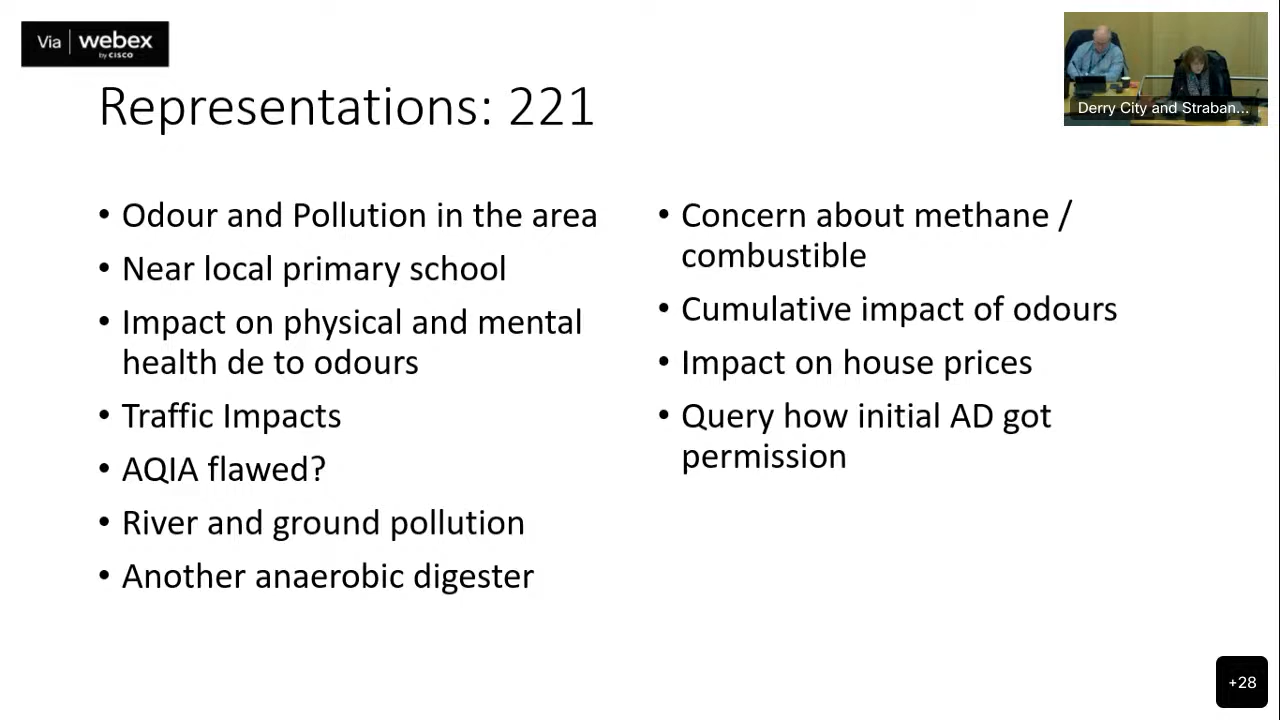 Via webex
by CISCO
Derry City and Straban...
Representations: 221
• Odour and Pollution in the area
• Near local primary school
• Impact on physical and mental
health de to odours
• Traffic Impacts
• AQIA flawed?
• River and ground pollution
• Another anaerobic digester
• Concern about methane /
combustible
• Cumulative impact of odours
• Impact on house prices
• Query how initial AD got
permission
+28